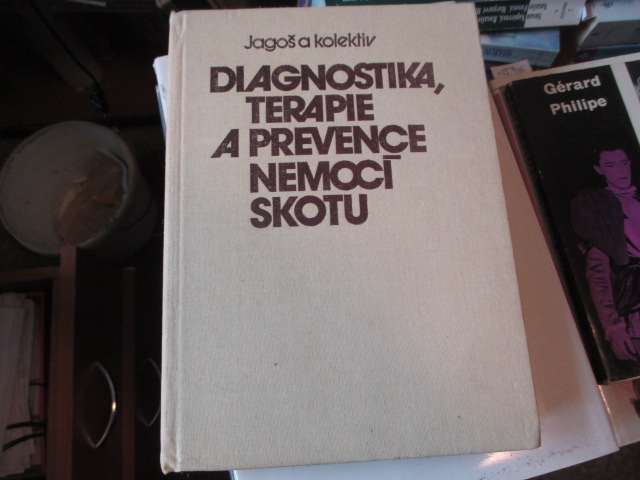 Jagoš a kolektiv
DIAGNOSTIKA,
TERAPIE
A PREVENCE
NEMOCÍ
SKOTU
Gérard
Philipe